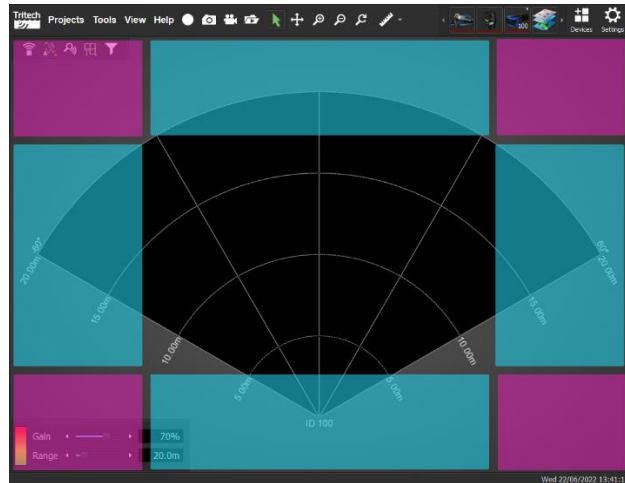 Tritech Projects Tools View Help
100
Devices Settings
-60° 60°
20.00m 20.00m
15.00m 15.00m
10.00m 10.00m
5.00m 5.00m
ID 100
Gain 70%
Range 20.0m
Wed 22/06/2022 13:41:1